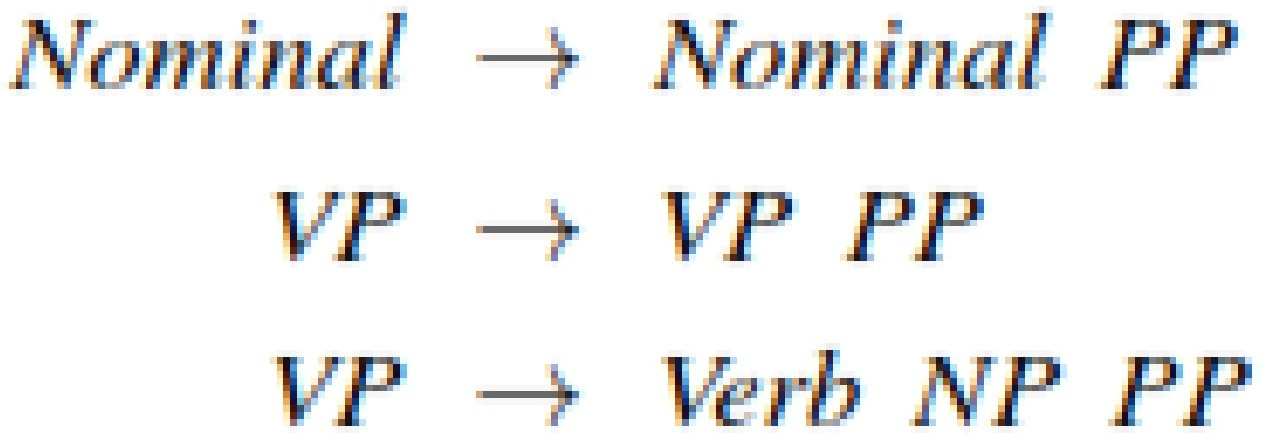 Nominal → Nominal PP
VP → VP PP
VP → Verb NP PP